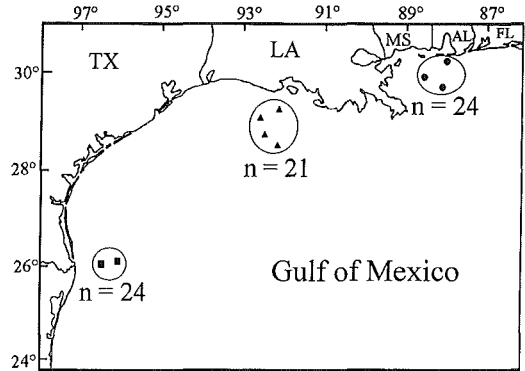 97 95 93 91 89 87
TX LA MS AL FL
30°
n = 24
28°
n = 21
26°
n = 24
Gulf of Mexico
24°